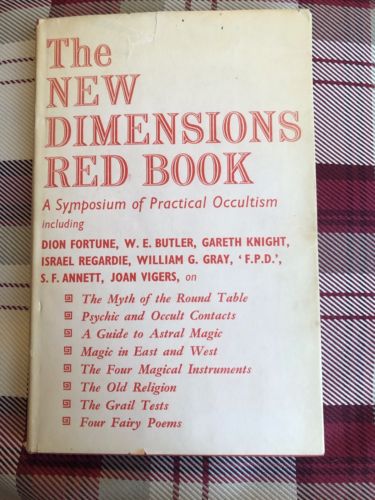 The
NEW
DIMENSIONS
RED BOOK
A Symposium of Practical Occultism
including
DION FORTUNE, W. E. BUTLER, GARETH KNIGHT,
ISRAEL REGARDIE, WILLIAM G. GRAY, ‘F.P.D.’,
S. F. ANNETT, JOAN VIGERS, on
The Myth of the Round Table
Psychic and Occult Contacts
A Guide to Astral Magic
Magic in East and West
The Four Magical Instruments
The Old Religion
The Grail Tests
Four Fairy Poems